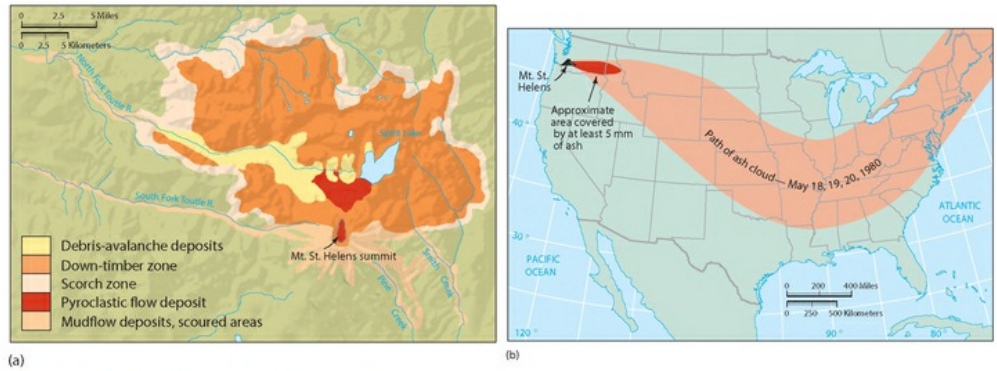 0 2.5 5 Miles
0 2.5 5 Kilometers
North Fork Toutle R.
Spirit Lake
South Fork Toutle R.
Mt. St. Helens summit
Pine
Creek
Smith
Creek
Debris-avalanche deposits
Down-timber zone
Scorch zone
Pyroclastic flow deposit
Mudflow deposits, scoured areas
(a)
Mt. St.
Helens
Approximate
area covered
by at least 5 mm
of ash
Path of ash cloud — May 18, 19, 20, 1980
40°
30°
PACIFIC
OCEAN
ATLANTIC
OCEAN
0 200 400 Miles
0 250 500 Kilometers
120°
90°
80°
(b)